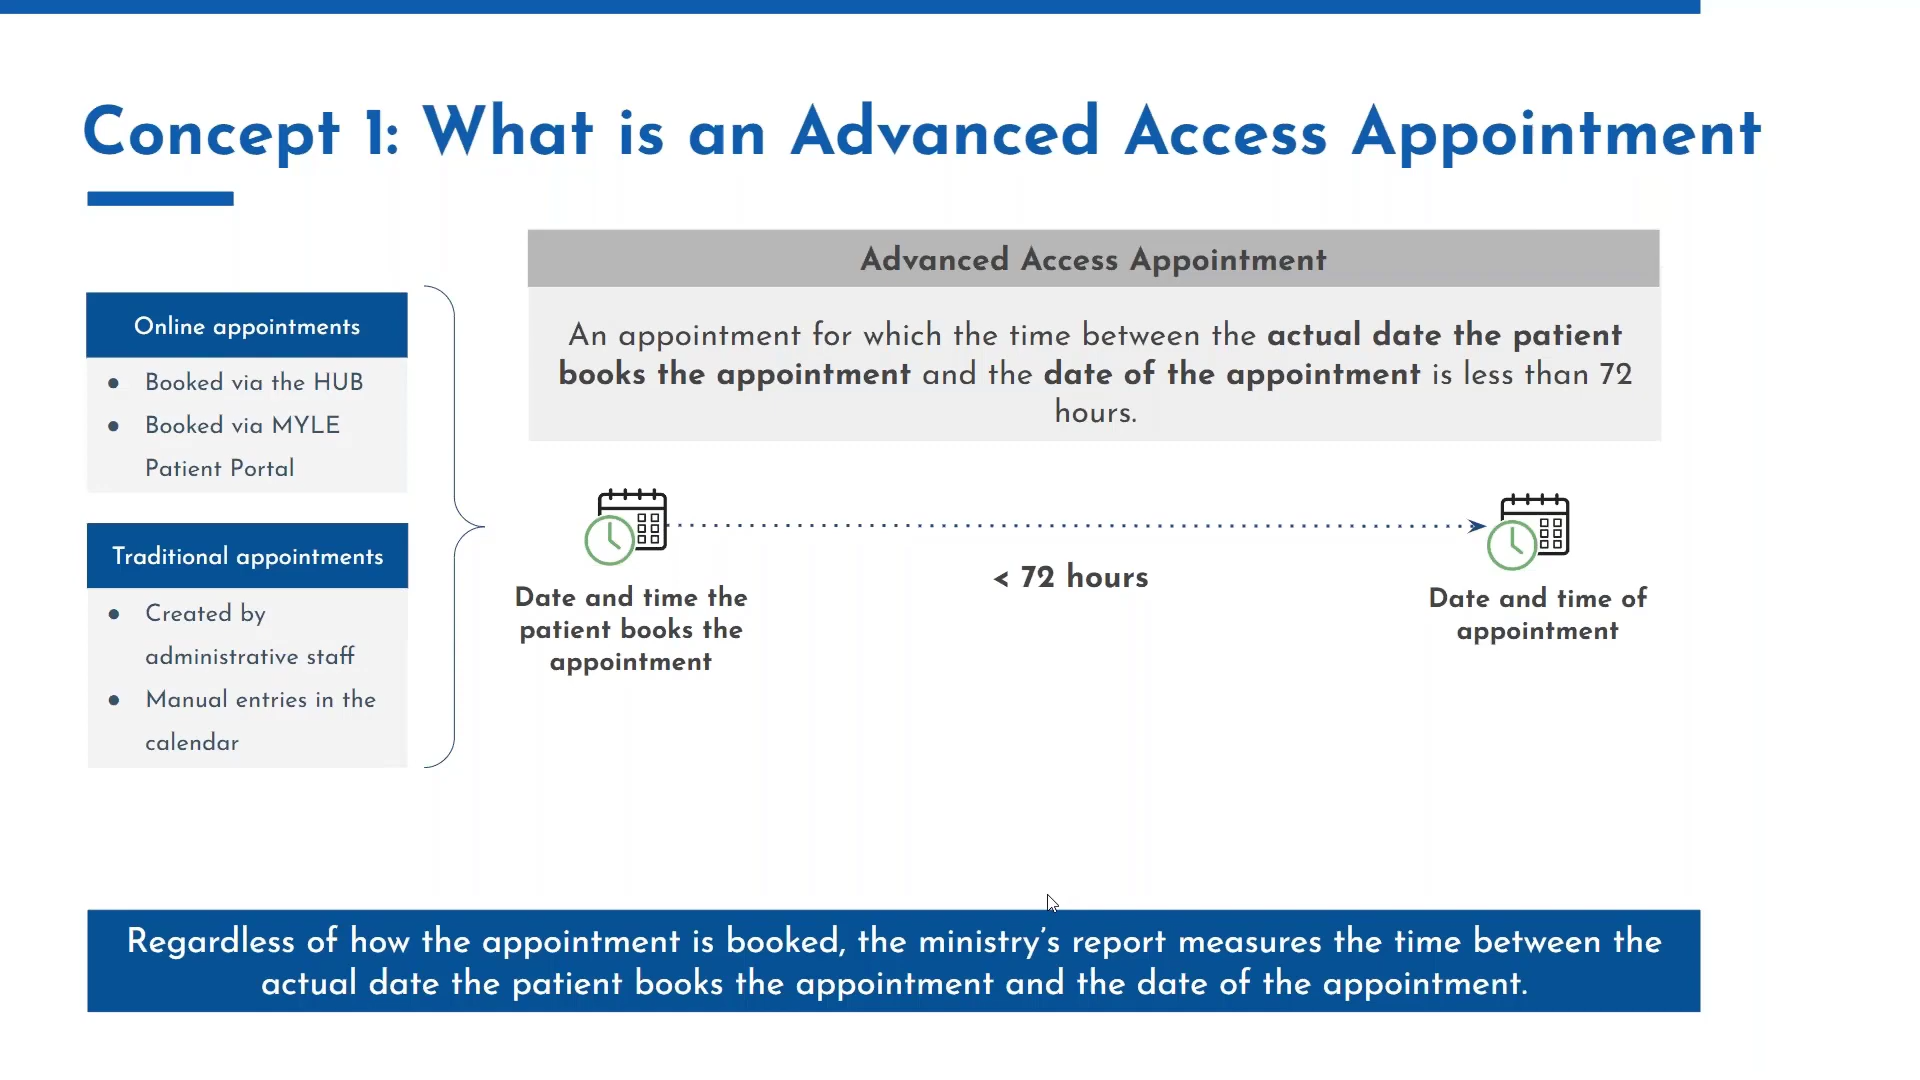 Concept 1: What is an Advanced Access Appointment
Online appointments
● Booked via the HUB
● Booked via MYLE
Patient Portal
Traditional appointments
● Created by
administrative staff
● Manual entries in the
calendar
Advanced Access Appointment
An appointment for which the time between the actual date the patient
books the appointment and the date of the appointment is less than 72
hours.
< 72 hours
Date and time the
patient books the
appointment
Date and time of
appointment
Regardless of how the appointment is booked, the ministry’s report measures the time between the
actual date the patient books the appointment and the date of the appointment.